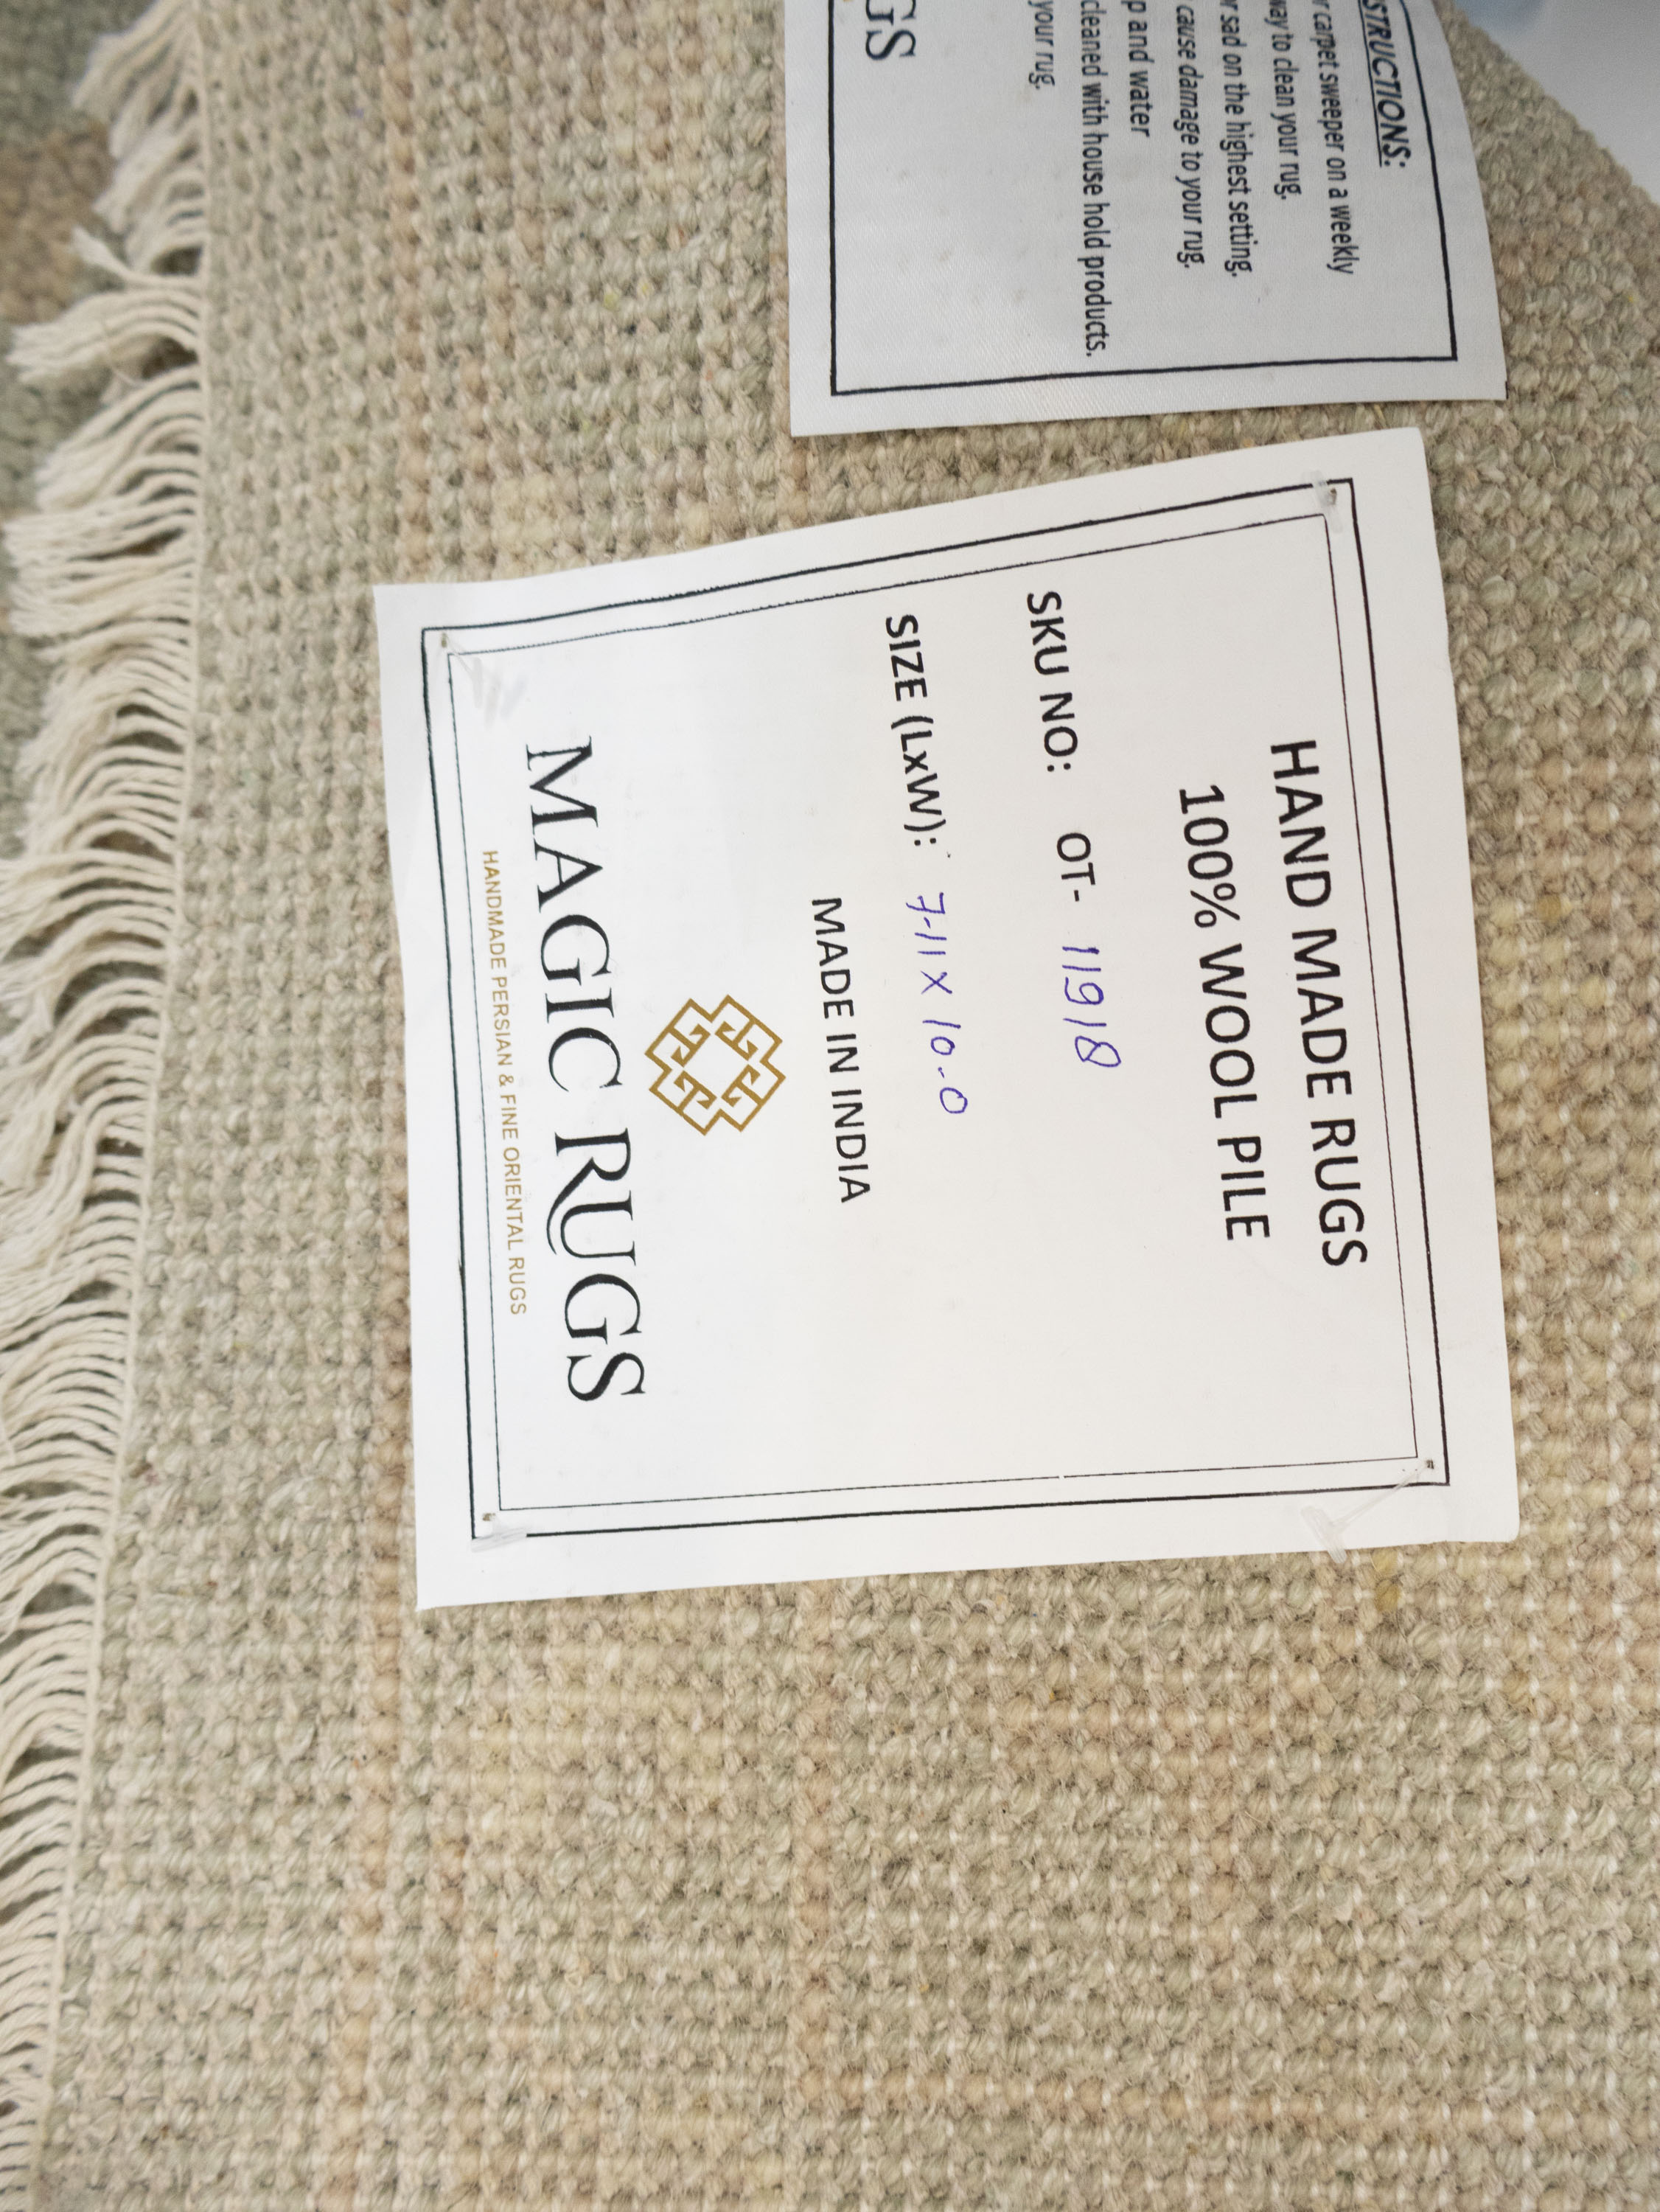 STRUCTIONS:
carpet sweeper on a weekly
way to clean your rug.
sad on the highest setting.
cause damage to your rug.
and water
cleaned with house hold products.
your rug.
GS
HAND MADE RUGS
100% WOOL PILE
SKU NO: OT- 11918
SIZE (LxW): 7-11 X 10-0
MADE IN INDIA
MAGIC RUGS
HANDMADE PERSIAN & FINE ORIENTAL RUGS